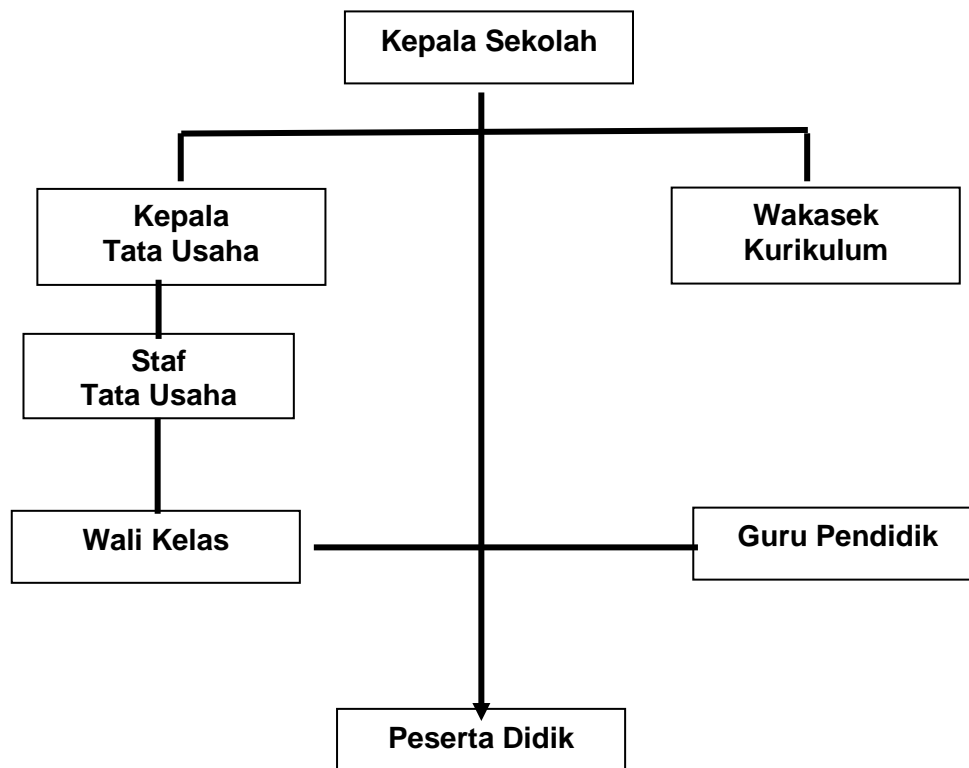 Kepala Sekolah
Kepala
Tata Usaha
Wakasek
Kurikulum
Staf
Tata Usaha
Wali Kelas
Guru Pendidik
Peserta Didik